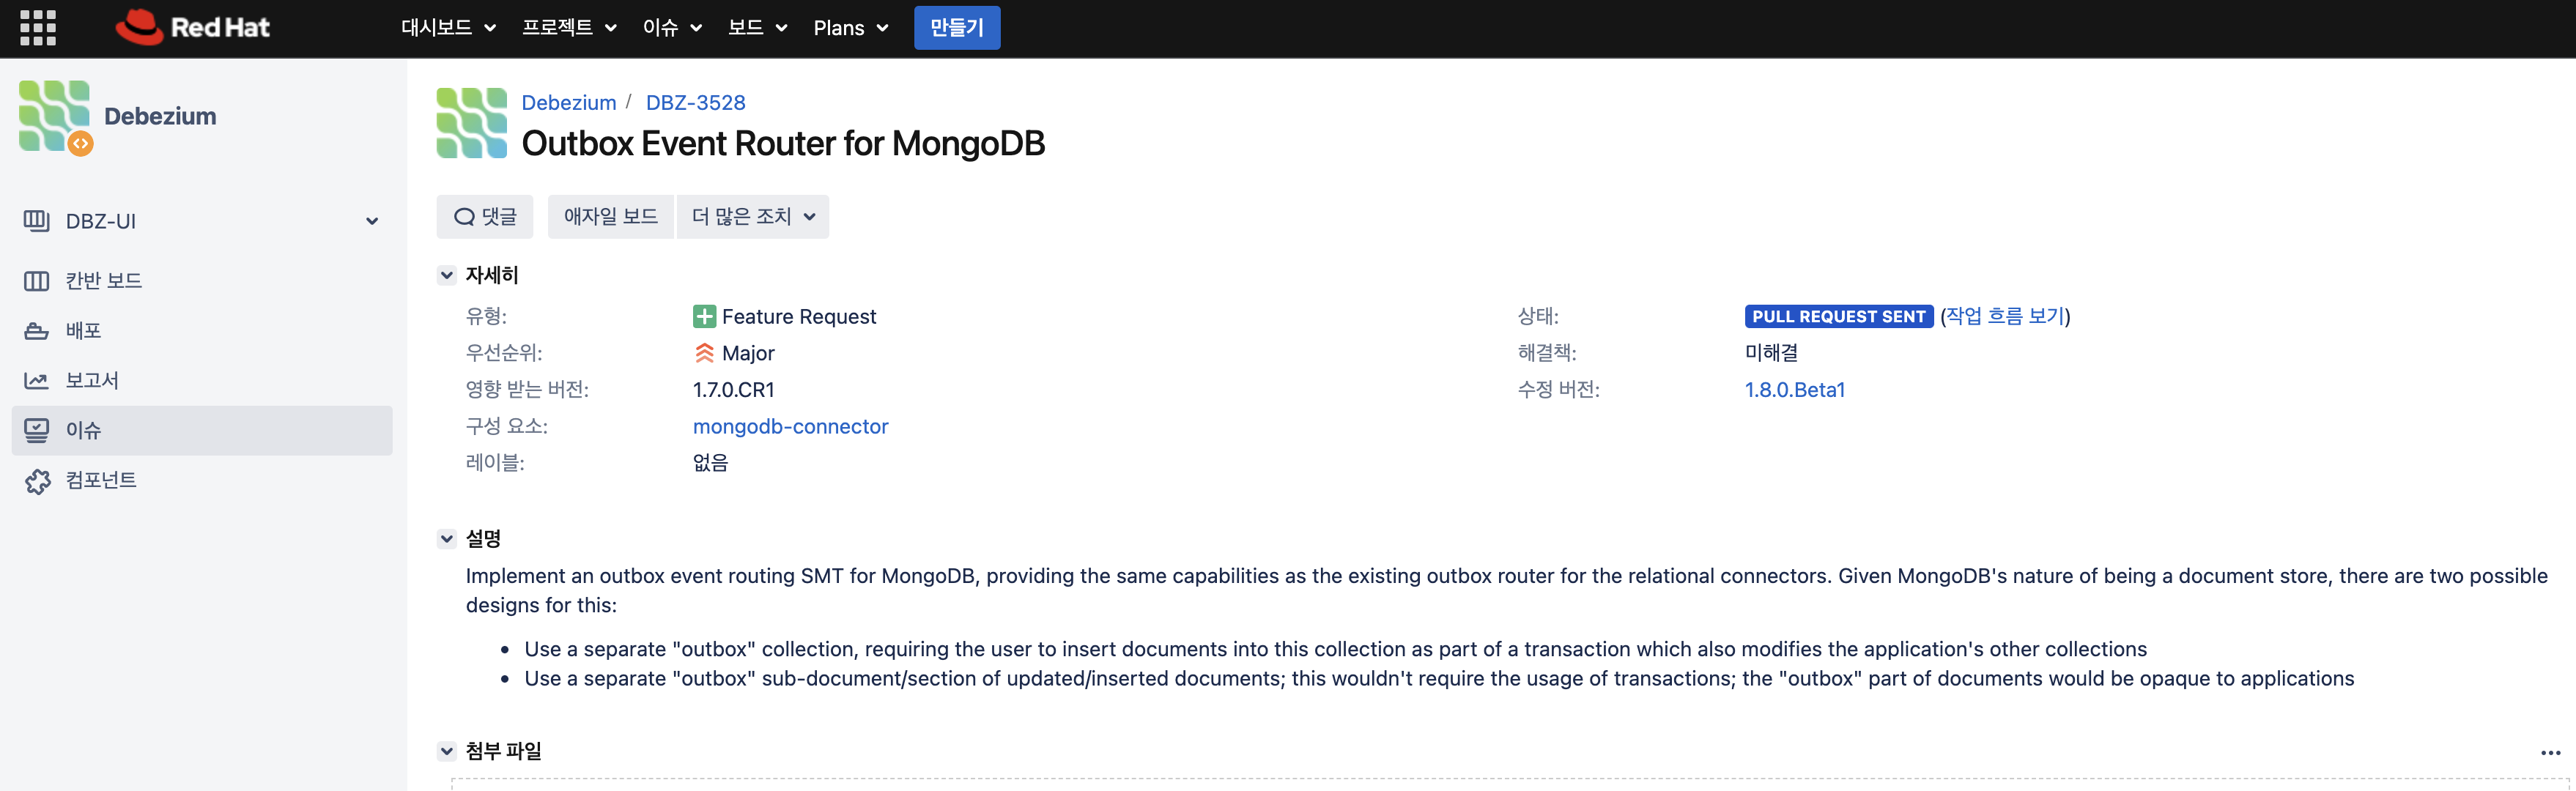 Red Hat
대시보드
프로젝트
이슈
보드
Plans
만들기
Debezium
DBZ-UI
칸반 보드
배포
보고서
이슈
컴포넌트
Debezium / DBZ-3528
Outbox Event Router for MongoDB
댓글
애자일 보드
더 많은 조치
자세히
유형: Feature Request
우선순위: Major
영향 받는 버전: 1.7.0.CR1
구성 요소: mongodb-connector
레이블: 없음
상태: PULL REQUEST SENT (작업 흐름 보기)
해결책: 미해결
수정 버전: 1.8.0.Beta1
설명
Implement an outbox event routing SMT for MongoDB, providing the same capabilities as the existing outbox router for the relational connectors. Given MongoDB's nature of being a document store, there are two possible
designs for this:
• Use a separate "outbox" collection, requiring the user to insert documents into this collection as part of a transaction which also modifies the application's other collections
• Use a separate "outbox" sub-document/section of updated/inserted documents; this wouldn't require the usage of transactions; the "outbox" part of documents would be opaque to applications
첨부 파일